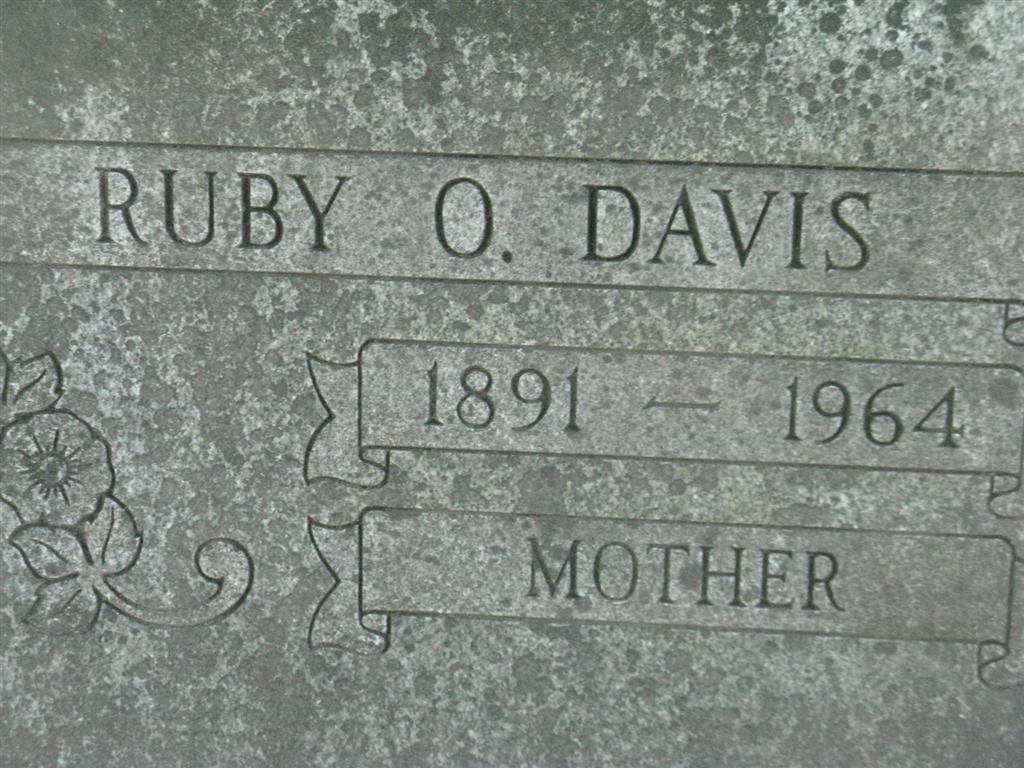 RUBY O. DAVIS
1891 — 1964
MOTHER